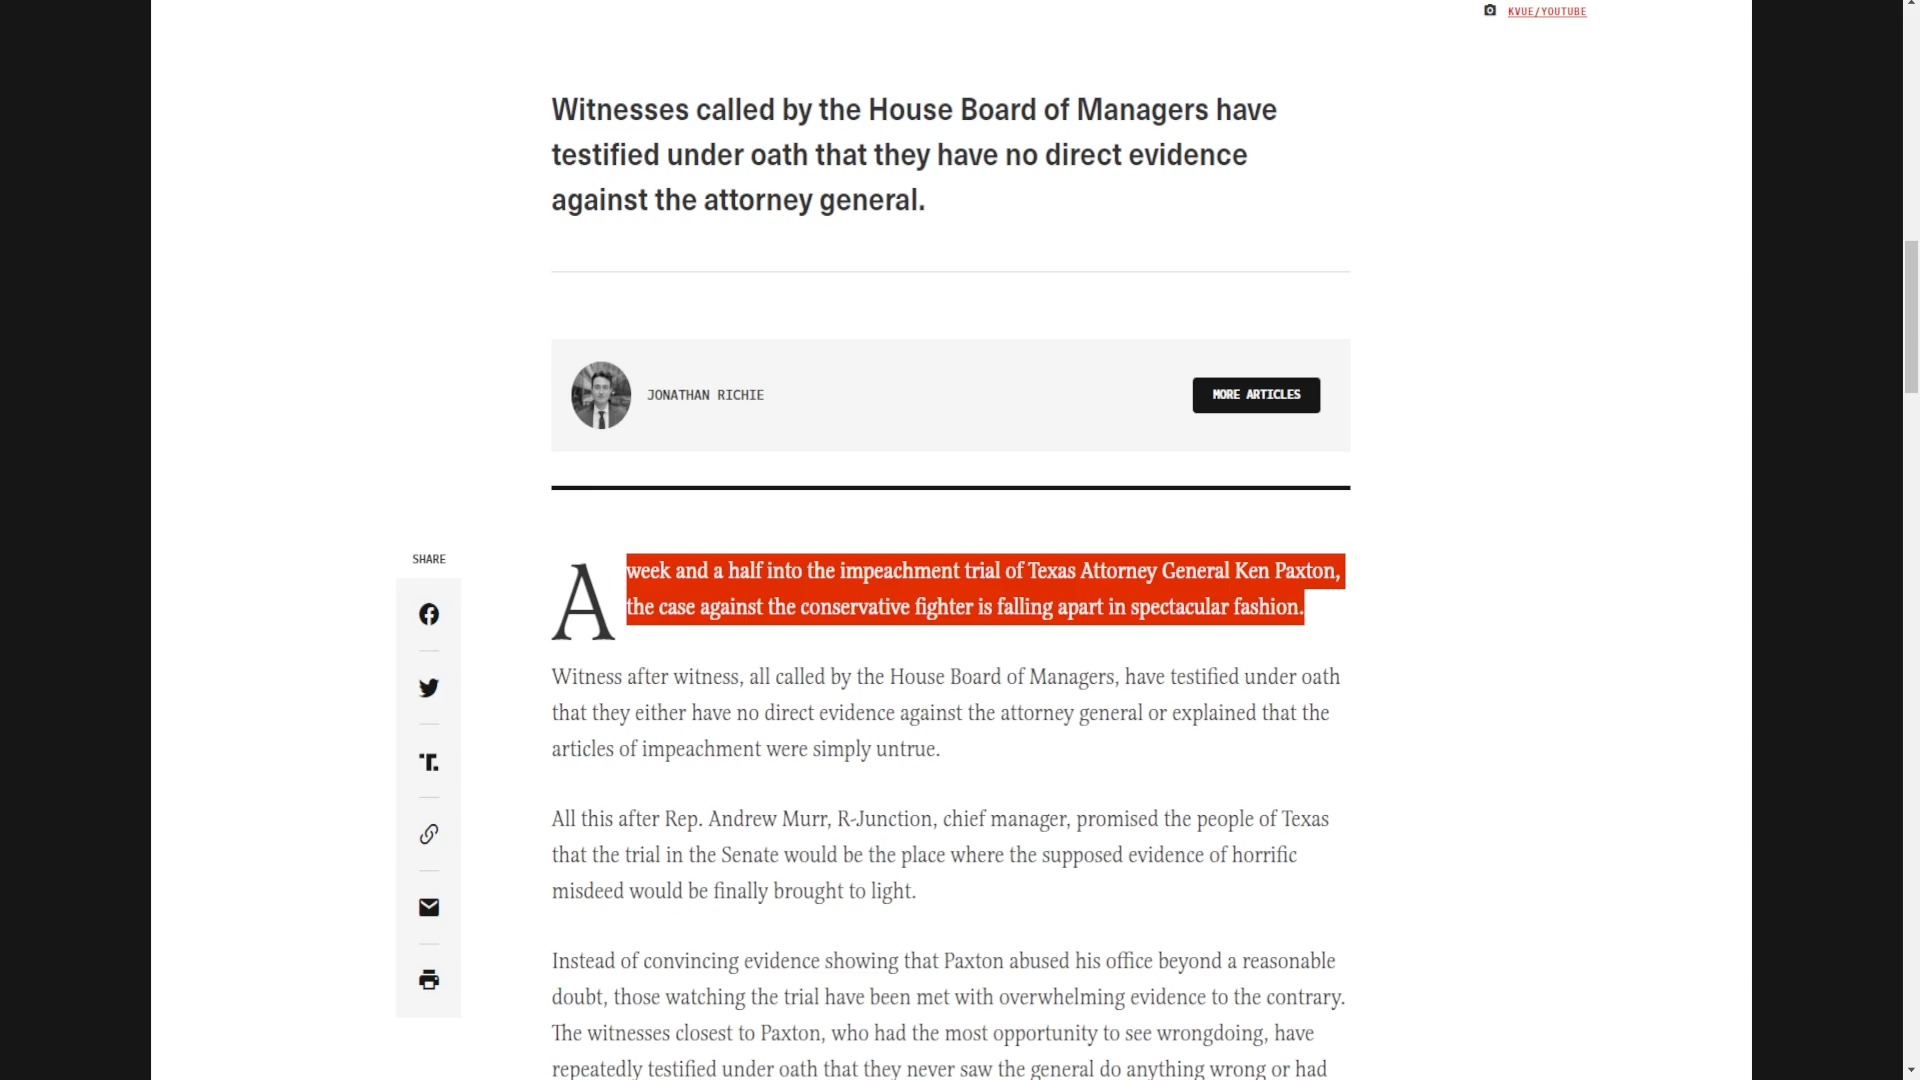 KVUE/YOUTUBE
Witnesses called by the House Board of Managers have
testified under oath that they have no direct evidence
against the attorney general.
JONATHAN RICHIE
MORE ARTICLES
SHARE
A week and a half into the impeachment trial of Texas Attorney General Ken Paxton,
the case against the conservative fighter is falling apart in spectacular fashion.
Witness after witness, all called by the House Board of Managers, have testified under oath
that they either have no direct evidence against the attorney general or explained that the
articles of impeachment were simply untrue.
All this after Rep. Andrew Murr, R-Junction, chief manager, promised the people of Texas
that the trial in the Senate would be the place where the supposed evidence of horrific
misdeed would be finally brought to light.
Instead of convincing evidence showing that Paxton abused his office beyond a reasonable
doubt, those watching the trial have been met with overwhelming evidence to the contrary.
The witnesses closest to Paxton, who had the most opportunity to see wrongdoing, have
repeatedly testified under oath that they never saw the general do anything wrong or had